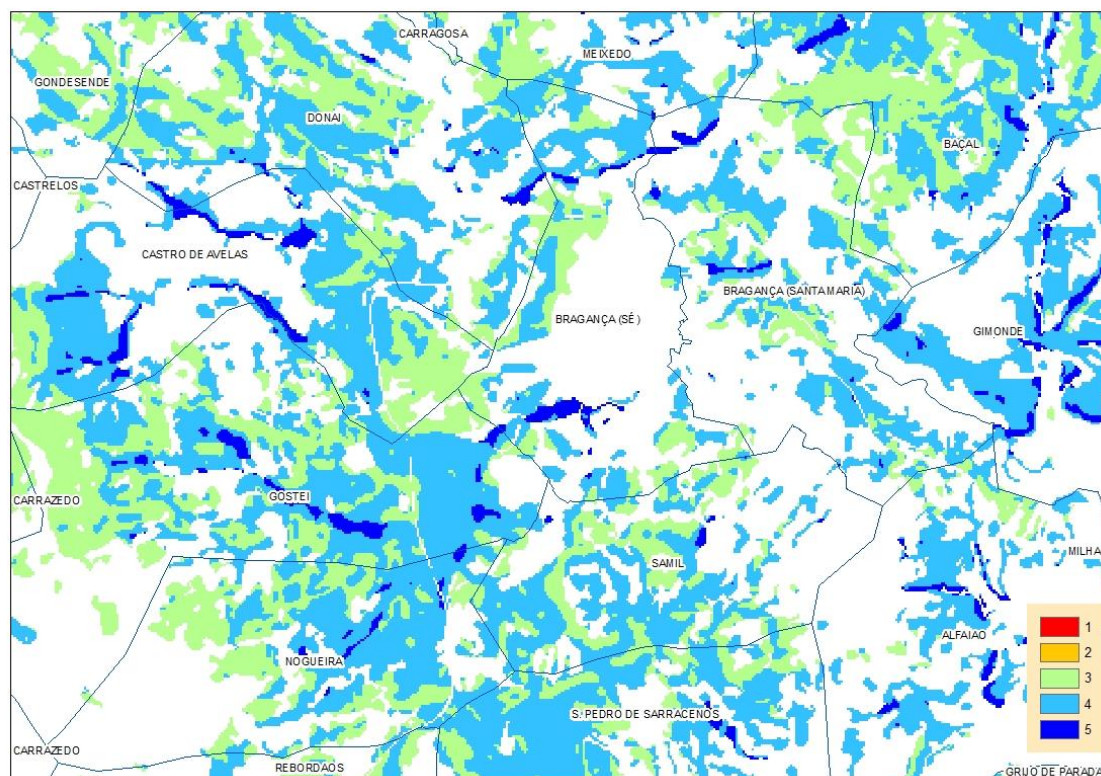 CARRAGOSA
MEIXEDO
GONDESENDE
DONAI
BAÇAL
CASTRELOS
CASTRO DE AVELAS
BRAGANÇA (SANTA MARIA)
BRAGANÇA (SÉ)
GIMONDE
CARRAZEDO
GOSTEI
SAMIL
MILHA
1
2
3
4
5
ALFAIAO
NOGUEIRA
S. PEDRO DE SARRACENOS
CARRAZEDO
REBORDAOS
GRIJO DE PARADA